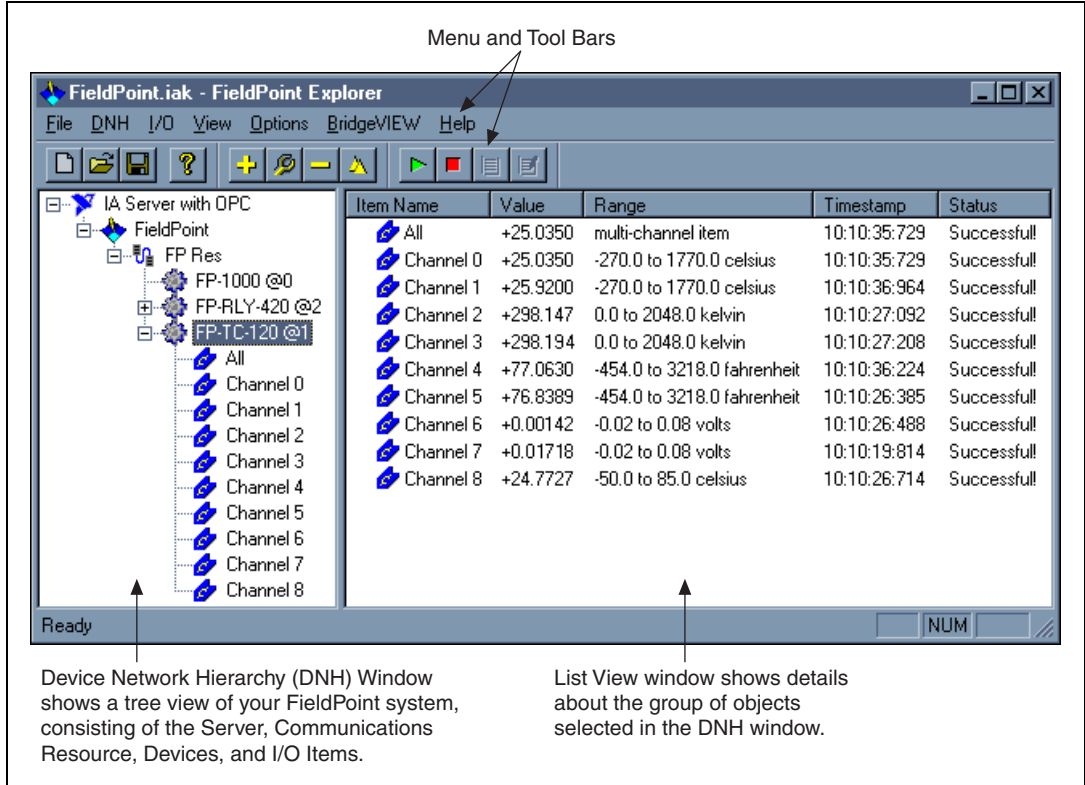 Menu and Tool Bars
FieldPoint.iak - FieldPoint Explorer
File DNH I/O View Options BridgeVIEW Help
IA Server with OPC
FieldPoint
FP Res
FP-1000 @0
FP-RLY-420 @2
FP-TC-120 @1
All
Channel 0
Channel 1
Channel 2
Channel 3
Channel 4
Channel 5
Channel 6
Channel 7
Channel 8
Item Name Value Range Timestamp Status
All +25.0350 multi-channel item 10:10:35:729 Successful!
Channel 0 +25.0350 -270.0 to 1770.0 celsius 10:10:35:729 Successful!
Channel 1 +25.9200 -270.0 to 1770.0 celsius 10:10:36:964 Successful!
Channel 2 +298.147 0.0 to 2048.0 kelvin 10:10:27:092 Successful!
Channel 3 +298.194 0.0 to 2048.0 kelvin 10:10:27:208 Successful!
Channel 4 +77.0630 -454.0 to 3218.0 fahrenheit 10:10:36:224 Successful!
Channel 5 +76.8389 -454.0 to 3218.0 fahrenheit 10:10:26:385 Successful!
Channel 6 +0.00142 -0.02 to 0.08 volts 10:10:26:488 Successful!
Channel 7 +0.01718 -0.02 to 0.08 volts 10:10:19:814 Successful!
Channel 8 +24.7727 -50.0 to 85.0 celsius 10:10:26:714 Successful!
Ready
NUM
Device Network Hierarchy (DNH) Window
shows a tree view of your FieldPoint system,
consisting of the Server, Communications
Resource, Devices, and I/O Items.
List View window shows details
about the group of objects
selected in the DNH window.